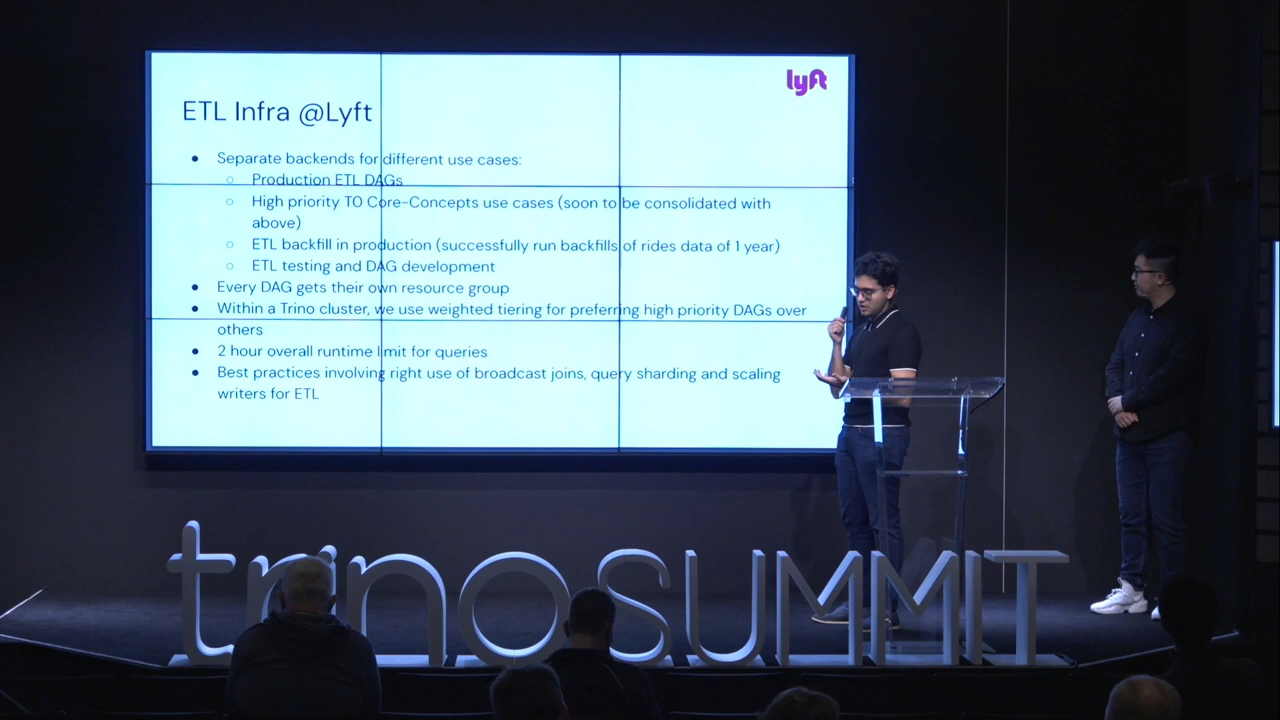 lyft
ETL Infra @Lyft
● Separate backends for different use cases:
○ Production ETL DAGs
○ High priority T0 Core-Concepts use cases (soon to be consolidated with
above)
○ ETL backfill in production (successfully run backfills of rides data of 1 year)
○ ETL testing and DAG development
● Every DAG gets their own resource group
● Within a Trino cluster, we use weighted tiering for preferring high priority DAGs over
others
● 2 hour overall runtime limit for queries
● Best practices involving right use of broadcast joins, query sharding and scaling
writers for ETL
trinoSUMMIT